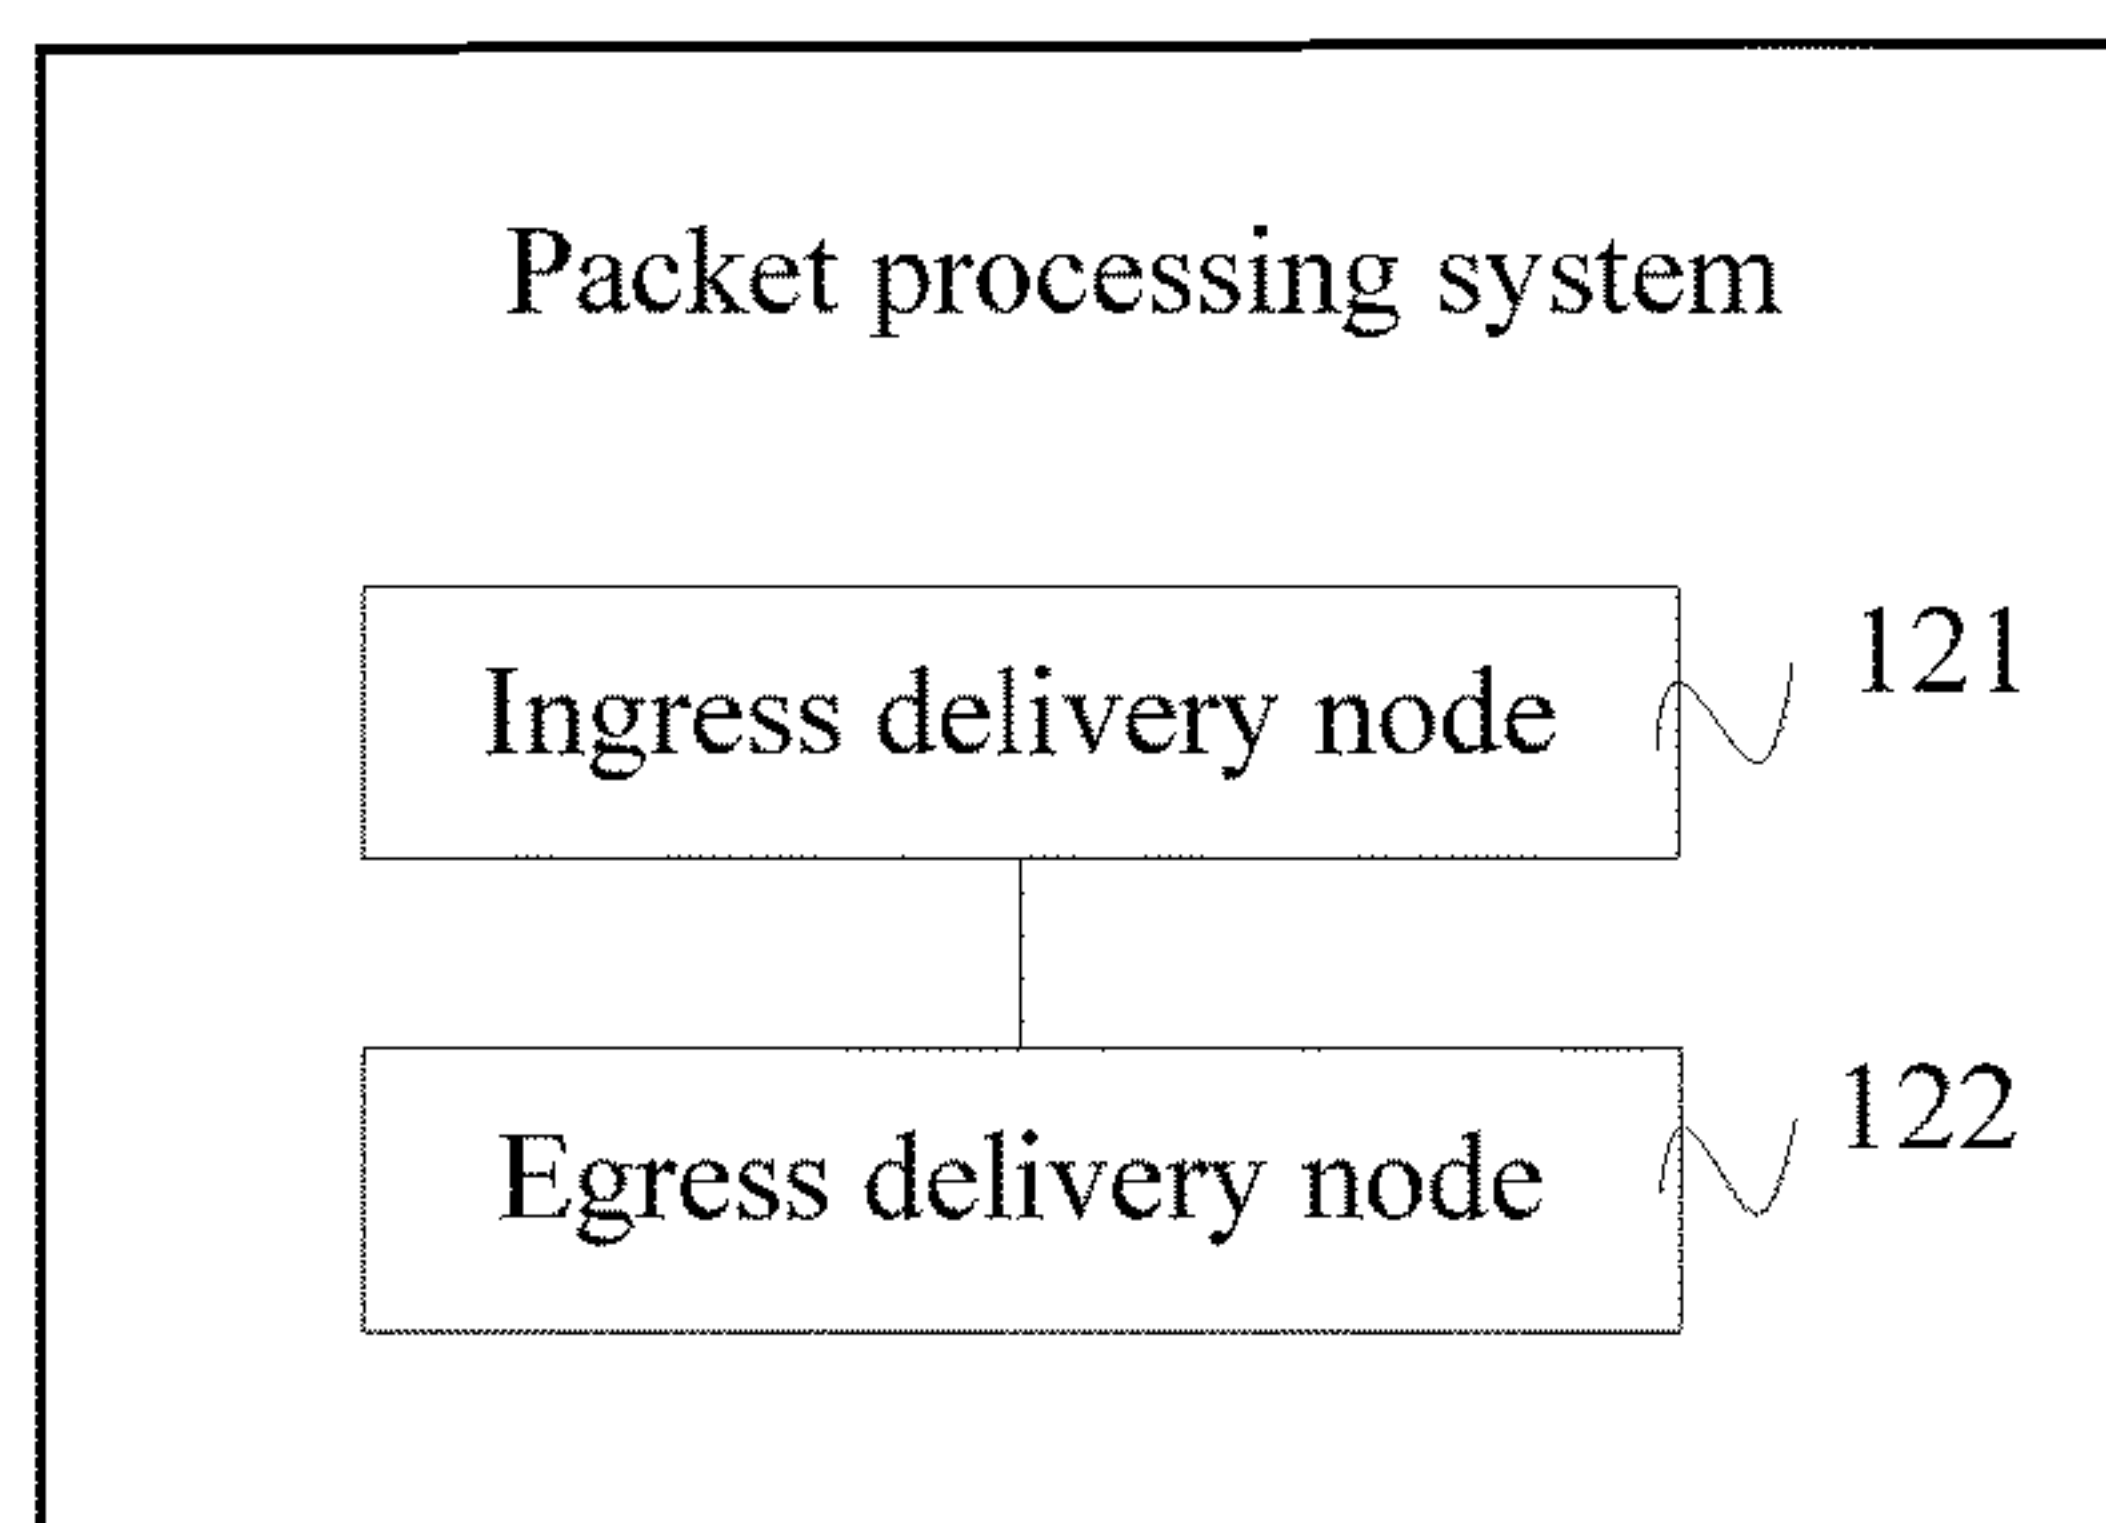 Packet processing system
Ingress delivery node
121
Egress delivery node
122